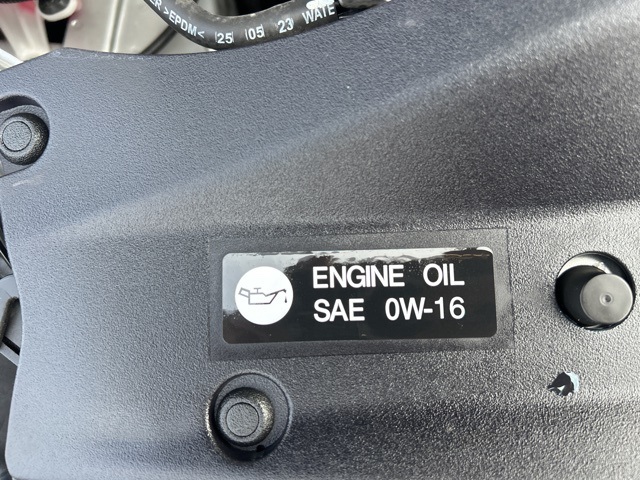 >EPDM< 25 05 23 WATE
ENGINE OIL
SAE 0W-16